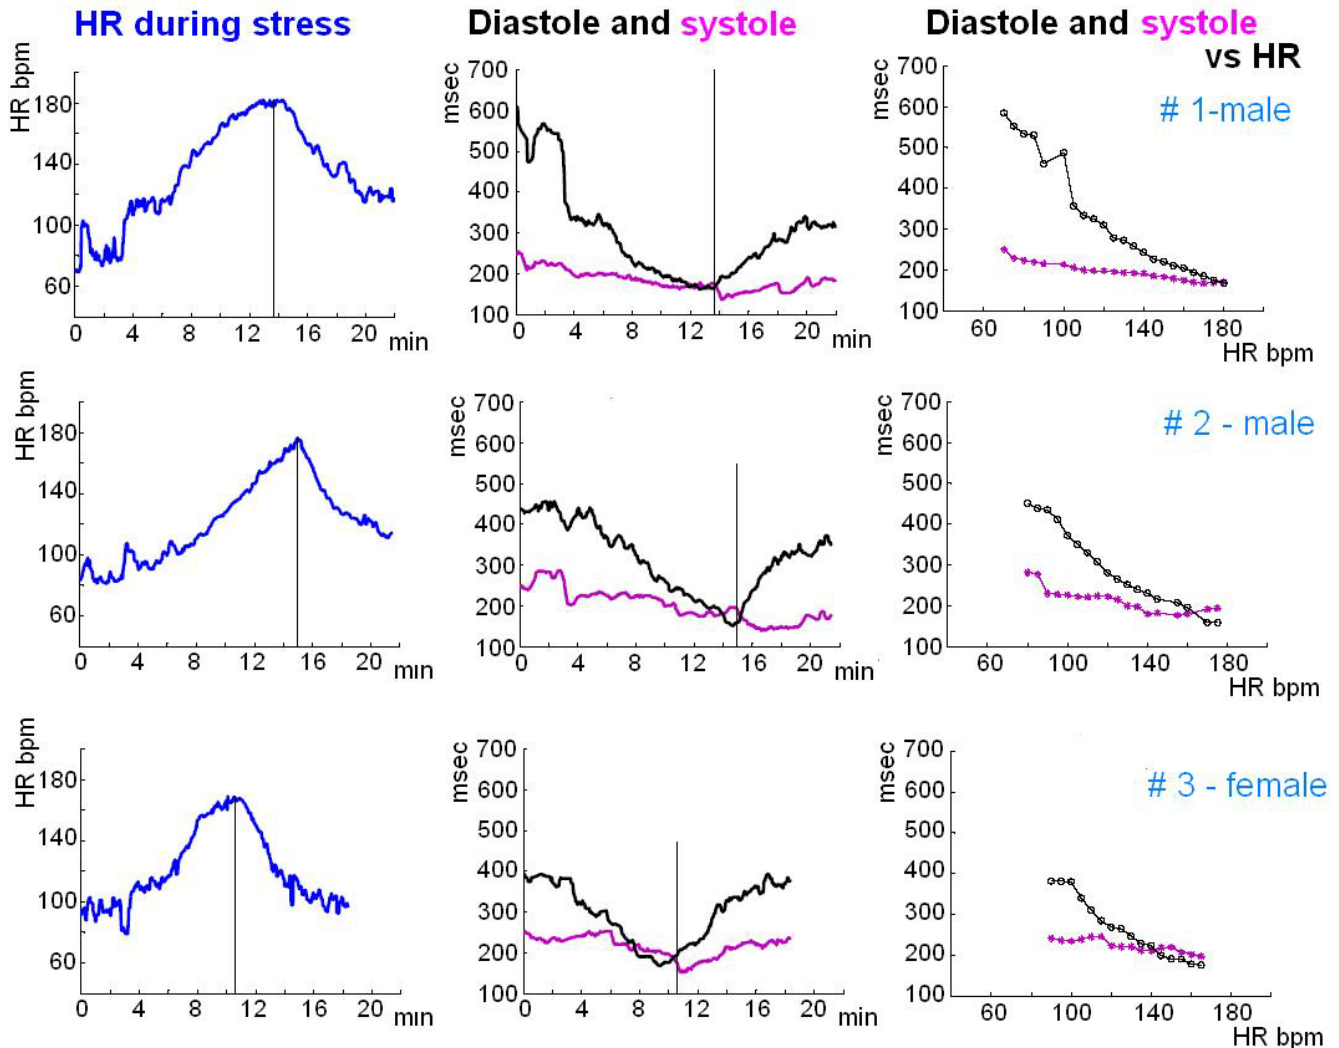 HR during stress
Diastole and systole
Diastole and systole
vs HR
HR bpm
180
140
100
60
0 4 8 12 16 20 min
msec
700
600
500
400
300
200
100
0 4 8 12 16 20 min
msec
700
600
500
400
300
200
100
60 100 140 180
HR bpm
# 1-male
HR bpm
180
140
100
60
0 4 8 12 16 20 min
msec
700
600
500
400
300
200
100
0 4 8 12 16 20 min
msec
700
600
500
400
300
200
100
60 100 140 180
HR bpm
# 2 - male
HR bpm
180
140
100
60
0 4 8 12 16 20 min
msec
700
600
500
400
300
200
100
0 4 8 12 16 20 min
msec
700
600
500
400
300
200
100
60 100 140 180
HR bpm
# 3 - female